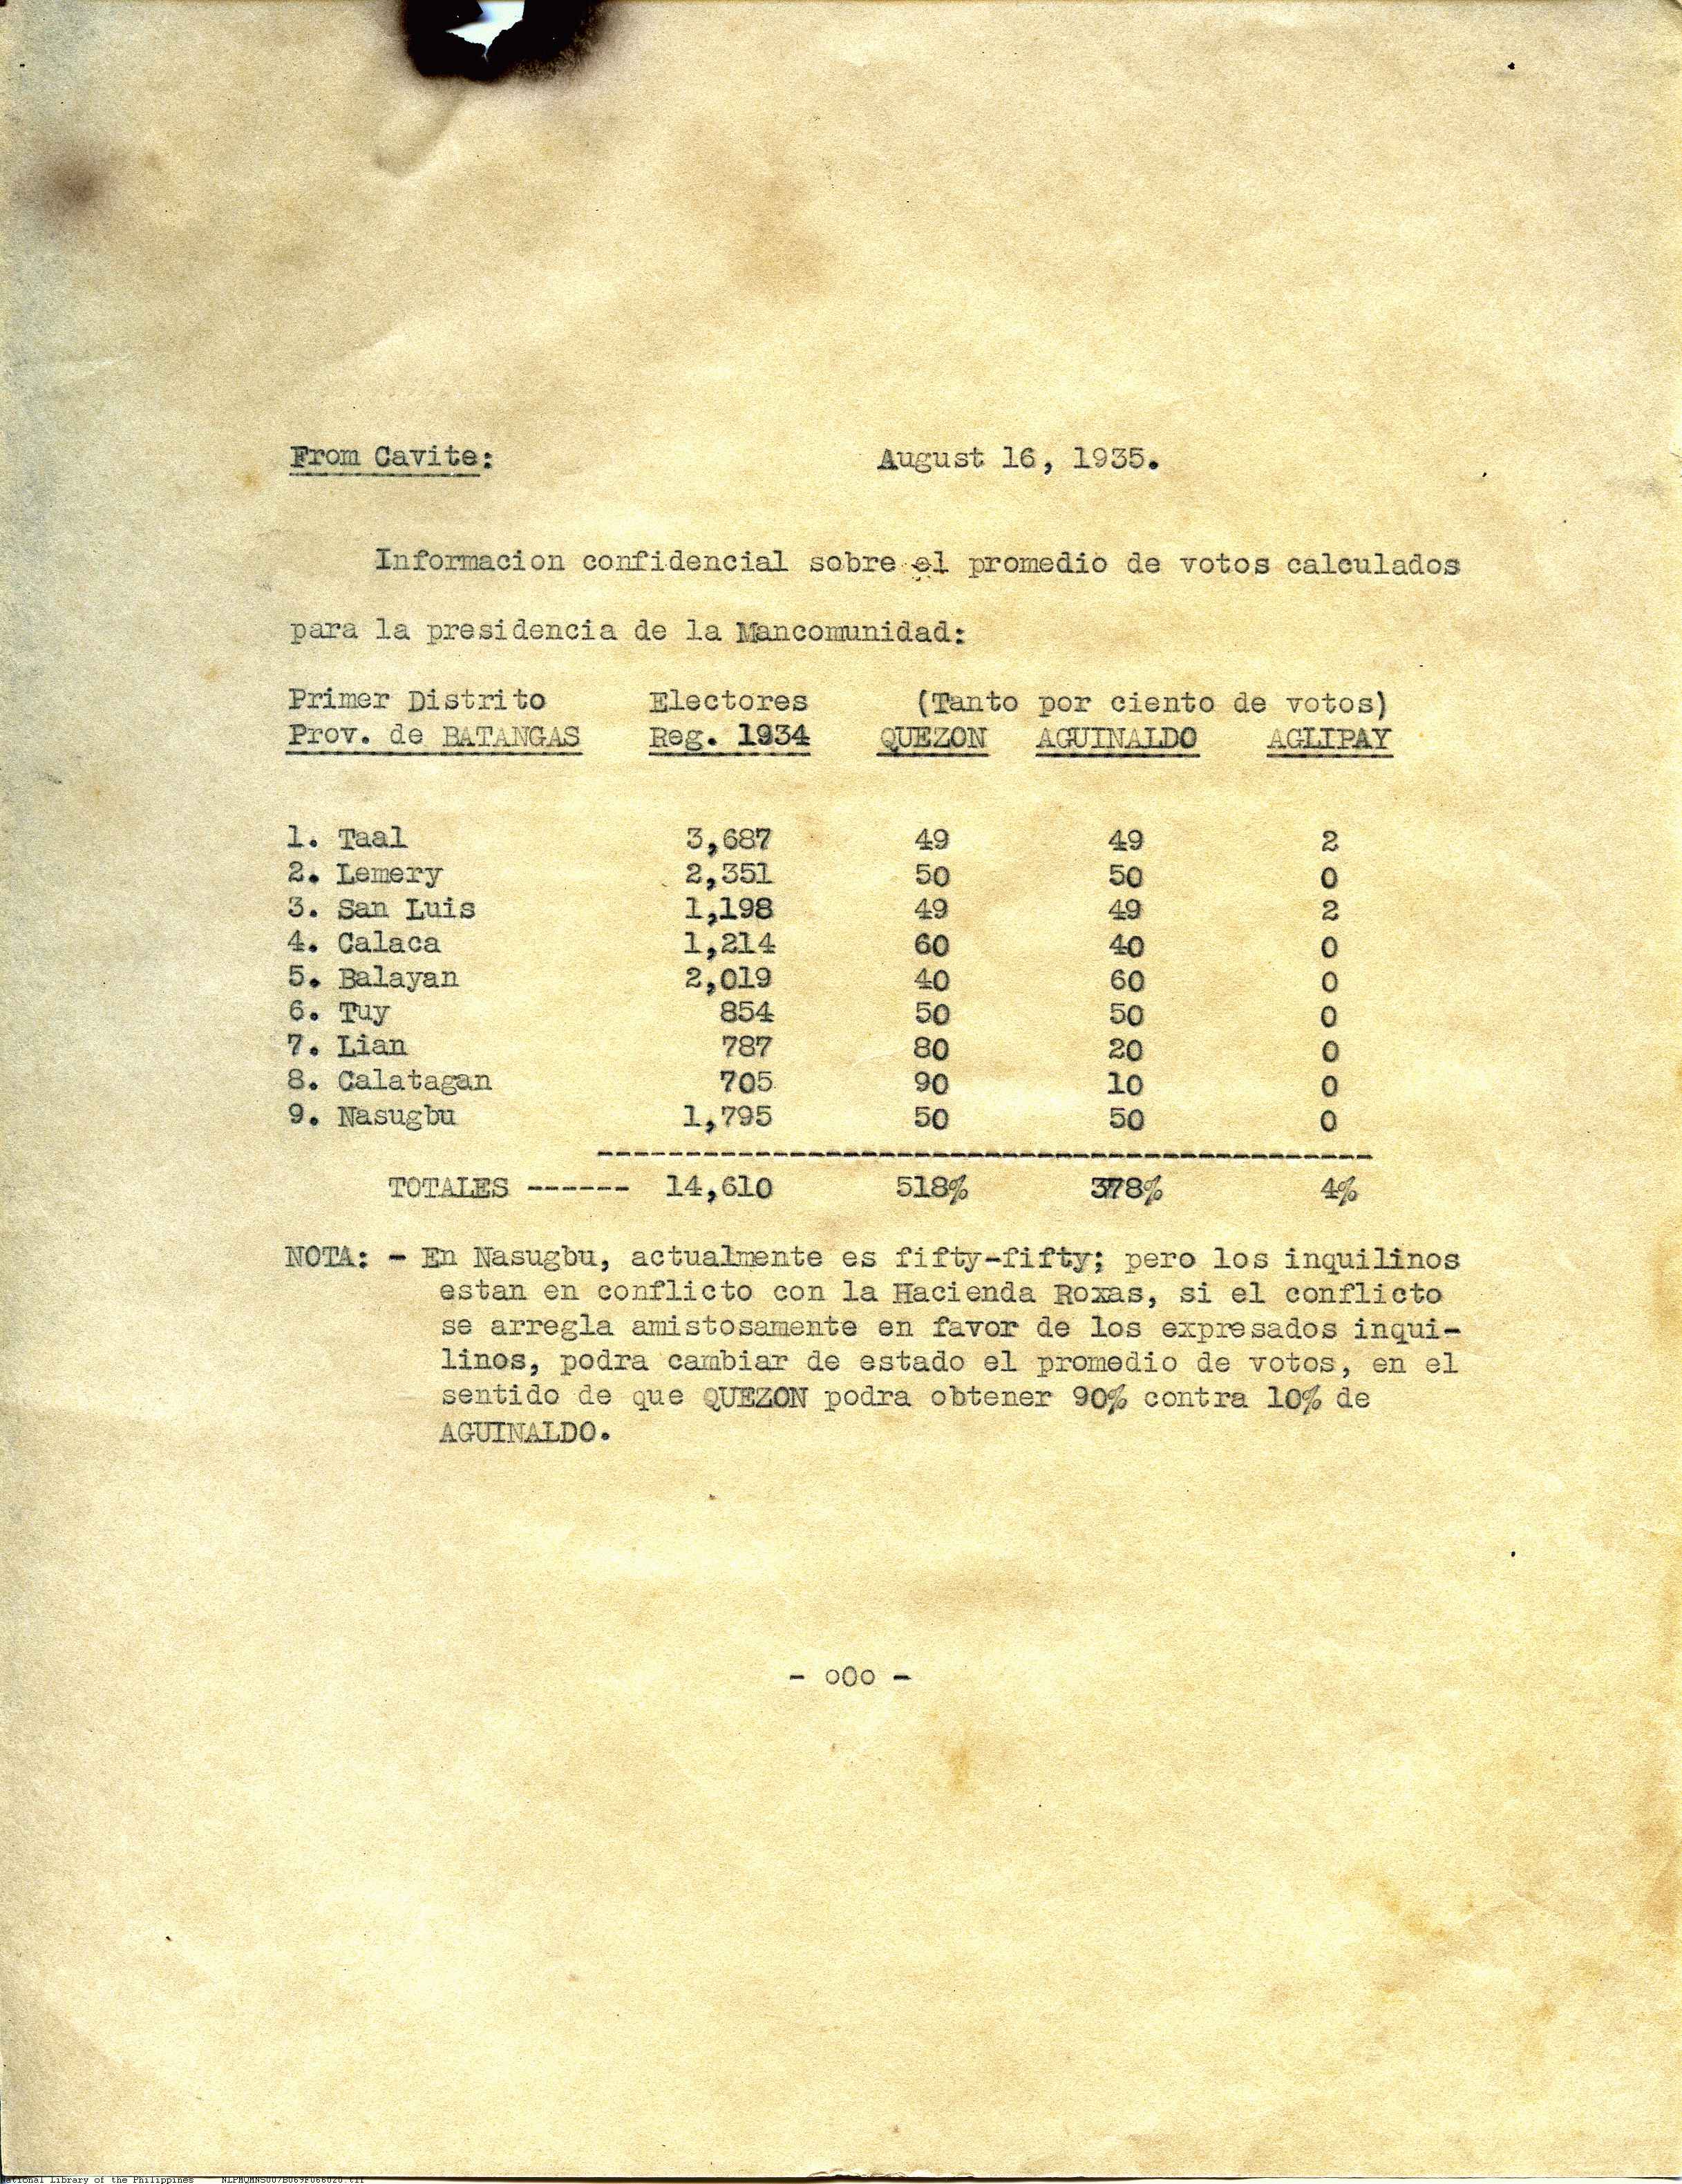 From Cavite: August 16, 1935.
Informacion confidencial sobre el promedio de votos calculados
para la presidencia de la Mancomunidad:
Primer Distrito Electores (Tanto por ciento de votos)
Prov. de BATANGAS Reg. 1934 QUEZON AGUINALDO AGLIPAY
1. Taal 3,687 49 49 2
2. Lemery 2,351 50 50 0
3. San Luis 1,198 49 49 2
4. Calaca 1,214 60 40 0
5. Balayan 2,019 40 60 0
6. Tuy 854 50 50 0
7. Lian 787 80 20 0
8. Calatagan 705 90 10 0
9. Nasugbu 1,795 50 50 0
TOTALES ------ 14,610 518% 378% 4%
NOTA: - En Nasugbu, actualmente es fifty-fifty; pero los inquilinos
estan en conflicto con la Hacienda Roxas, si el conflicto
se arregla amistosamente en favor de los expresados inqui-
linos, podra cambiar de estado el promedio de votos, en el
sentido de que QUEZON podra obtener 90% contra 10% de
AGUINALDO.
- oOo -
National Library of the Philippines